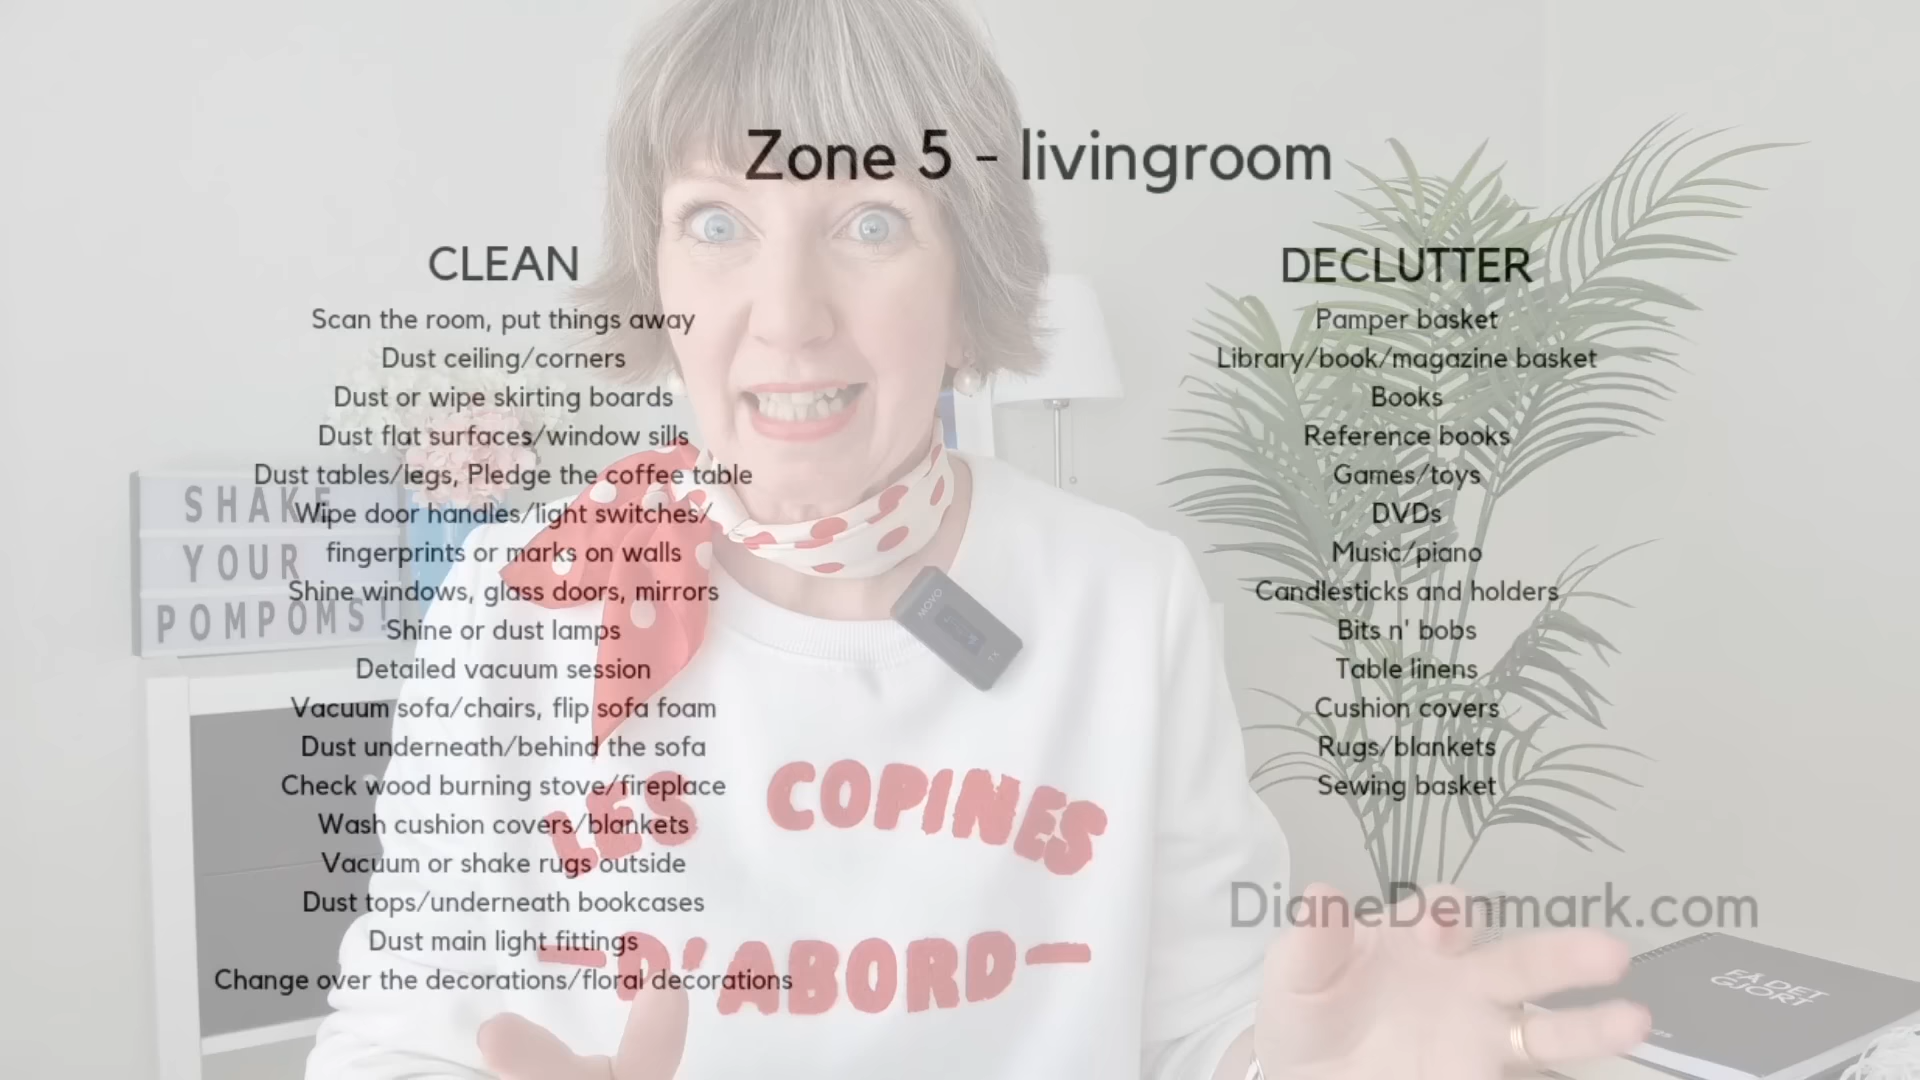 Zone 5 - livingroom
CLEAN
Scan the room, put things away
Dust ceiling/corners
Dust or wipe skirting boards
Dust flat surfaces/window sills
Dust tables/legs, Pledge the coffee table
Wipe door handles/light switches/
fingerprints or marks on walls
Shine windows, glass doors, mirrors
Shine or dust lamps
Detailed vacuum session
Vacuum sofa/chairs, flip sofa foam
Dust underneath/behind the sofa
Check wood burning stove/fireplace
Wash cushion covers/blankets
Vacuum or shake rugs outside
Dust tops/underneath bookcases
Dust main light fittings
Change over the decorations/floral decorations
DECLUTTER
Pamper basket
Library/book/magazine basket
Books
Reference books
Games/toys
DVDs
Music/piano
Candlesticks and holders
Bits n' bobs
Table linens
Cushion covers
Rugs/blankets
Sewing basket
DianeDenmark.com
SHAKE
YOUR
POMPOMS!
MOVO
TX
LES COPINES
—D'ABORD—
FÅ DET
GJORT